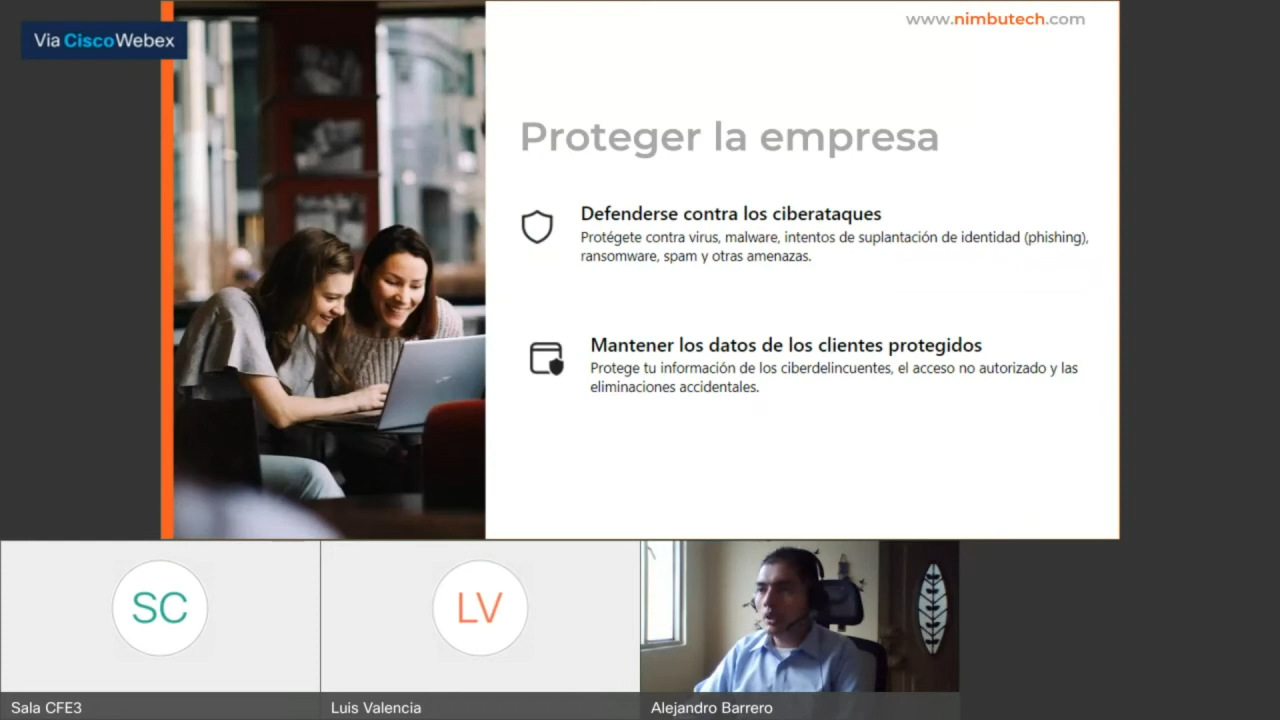 Via CiscoWebex
www.nimbutech.com
Proteger la empresa
Defenderse contra los ciberataques
Protégete contra virus, malware, intentos de suplantación de identidad (phishing),
ransomware, spam y otras amenazas.
Mantener los datos de los clientes protegidos
Protege tu información de los ciberdelincuentes, el acceso no autorizado y las
eliminaciones accidentales.
SC
LV
Sala CFE3
Luis Valencia
Alejandro Barrero